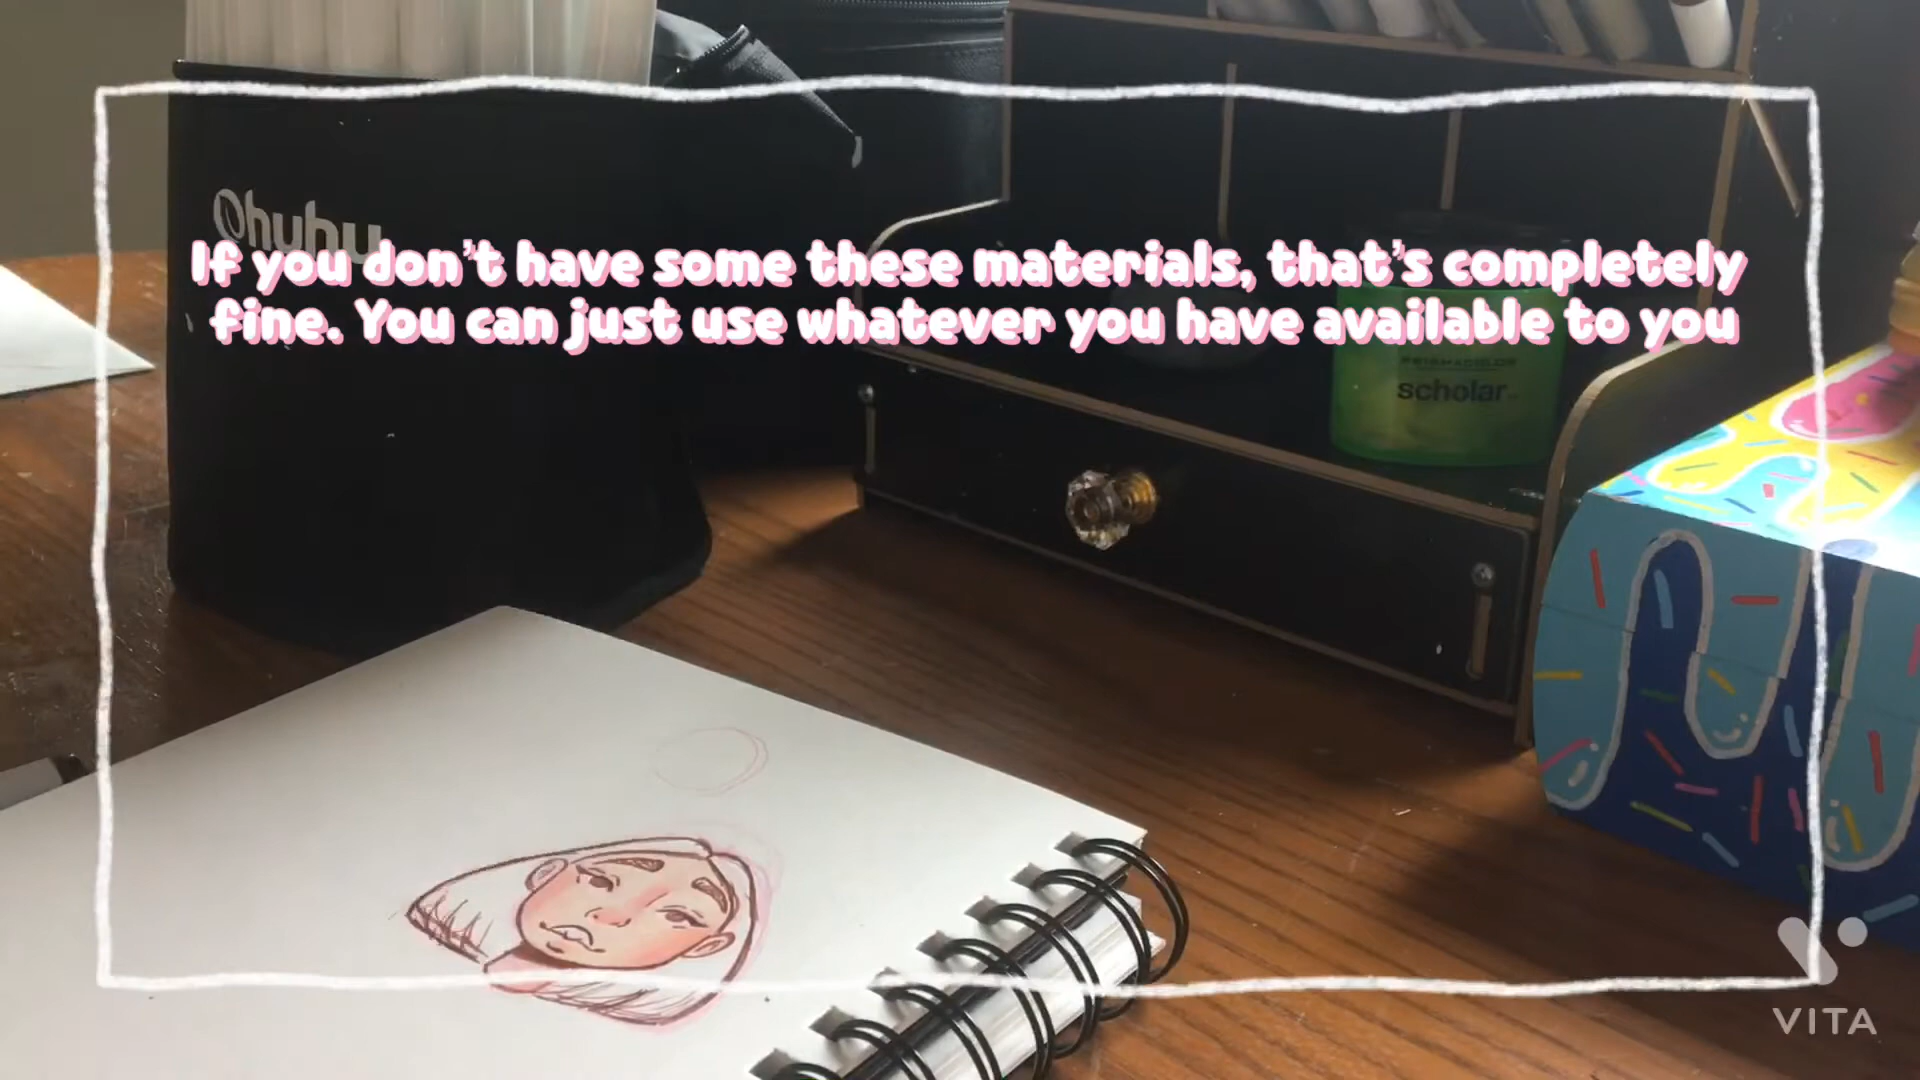 Ohuhu
If you don't have some these materials, that's completely
fine. You can just use whatever you have available to you
PRISMACOLOR
scholar
VITA